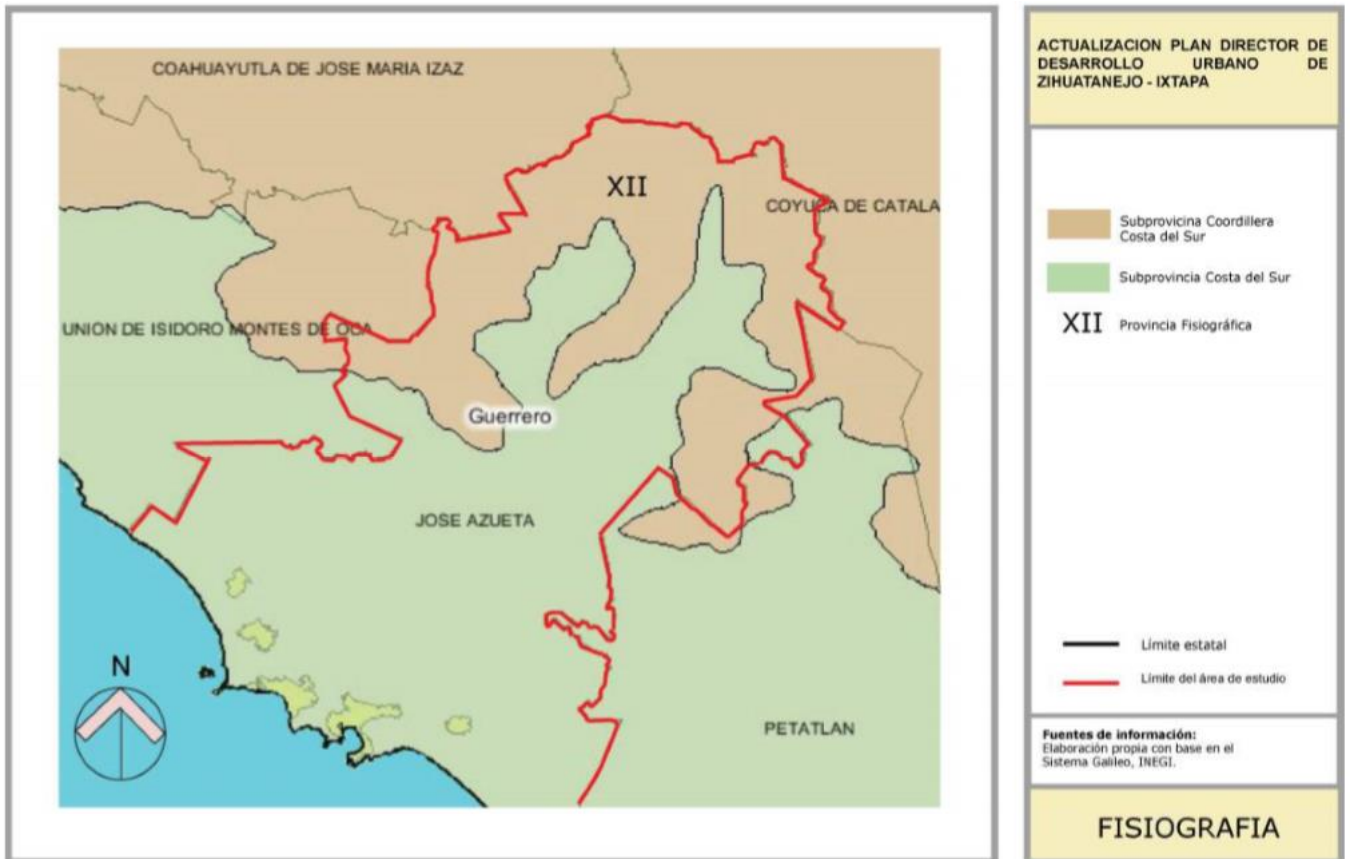 COAHUAYUTLA DE JOSE MARIA IZAZ
XII
COYUCA DE CATALA
UNION DE ISIDORO MONTES DE OCA
Guerrero
JOSE AZUETA
N
PETATLAN
ACTUALIZACION PLAN DIRECTOR DE
DESARROLLO URBANO DE
ZIHUATANEJO - IXTAPA
Subprovicina Coordillera
Costa del Sur
Subprovincia Costa del Sur
XII Provincia Fisiográfica
Límite estatal
Límite del área de estudio
Fuentes de información:
Elaboración propia con base en el
Sistema Galileo, INEGI.
FISIOGRAFIA